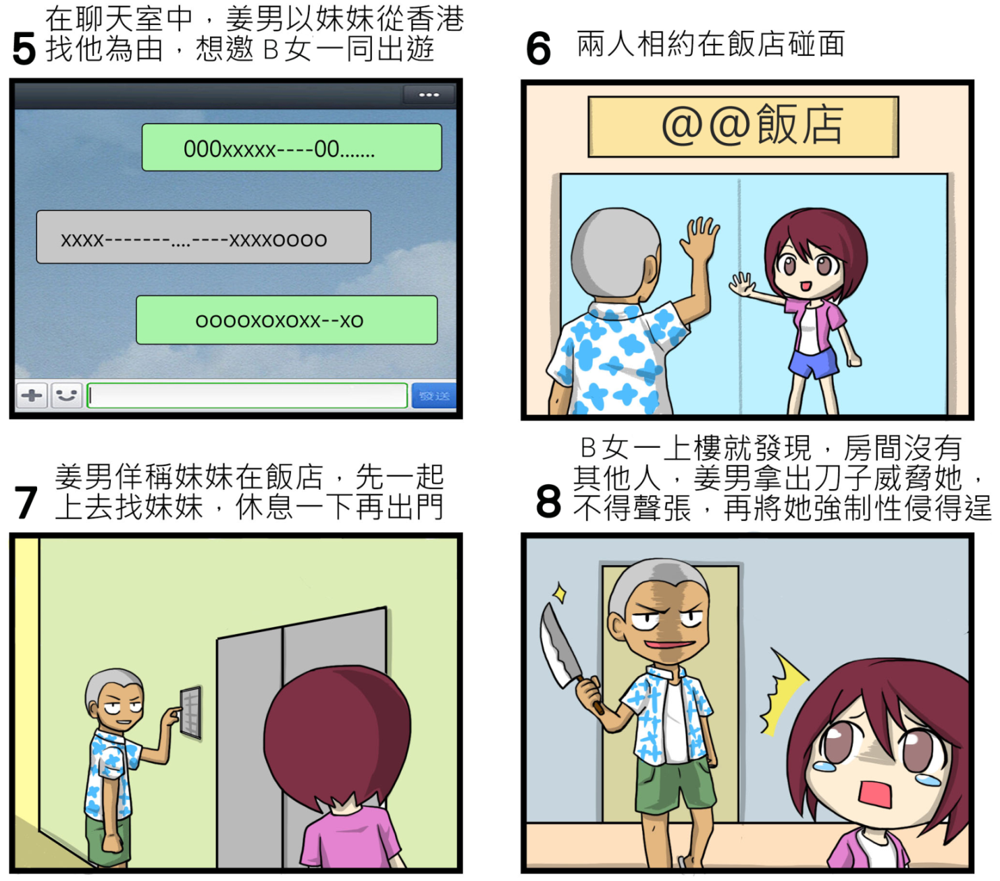 5
在聊天室中，姜男以妹妹從香港
找他為由，想邀B女一同出遊
000xxxxx----00.......
xxxx-------....----xxxxoooo
ooooxoxoxx--xo
發送
6
兩人相約在飯店碰面
@@飯店
7
姜男佯稱妹妹在飯店，先一起
上去找妹妹，休息一下再出門
8
B女一上樓就發現，房間沒有
其他人，姜男拿出刀子威脅她，
不得聲張，再將她強制性侵得逞